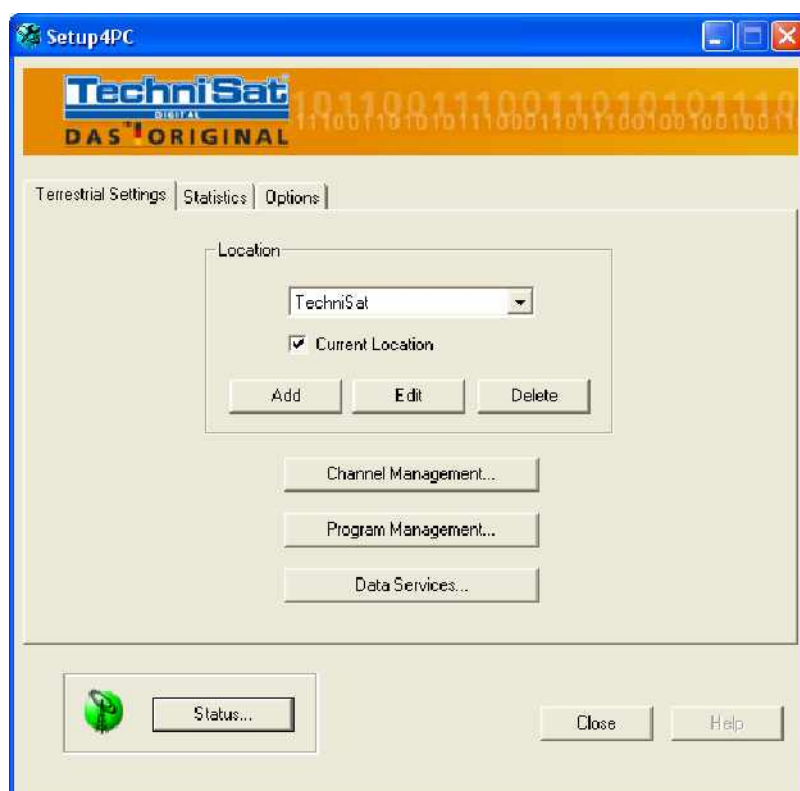 Setup4PC
TechniSat
DIGITAL
DAS ORIGINAL
Terrestrial Settings Statistics Options
Location
TechniSat
Current Location
Add Edit Delete
Channel Management...
Program Management...
Data Services...
Status...
Close Help